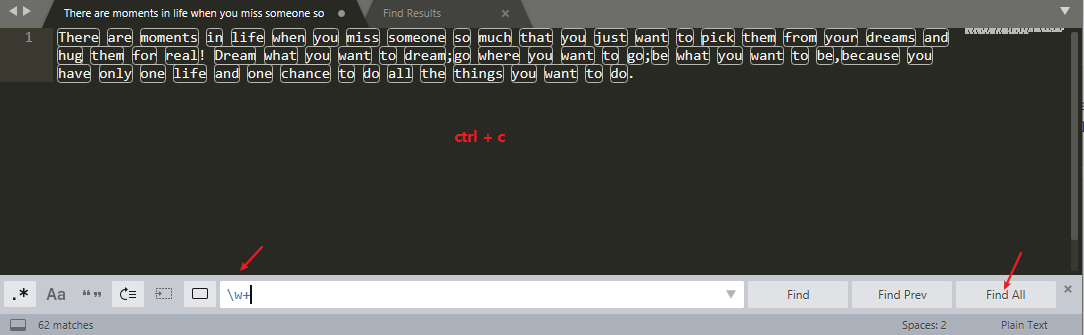 There are moments in life when you miss someone so
Find Results
1 There are moments in life when you miss someone so much that you just want to pick them from your dreams and
hug them for real! Dream what you want to dream;go where you want to go;be what you want to be,because you
have only one life and one chance to do all the things you want to do.
ctrl + c
.* Aa “” \w+ Find Find Prev Find All
62 matches Spaces: 2 Plain Text